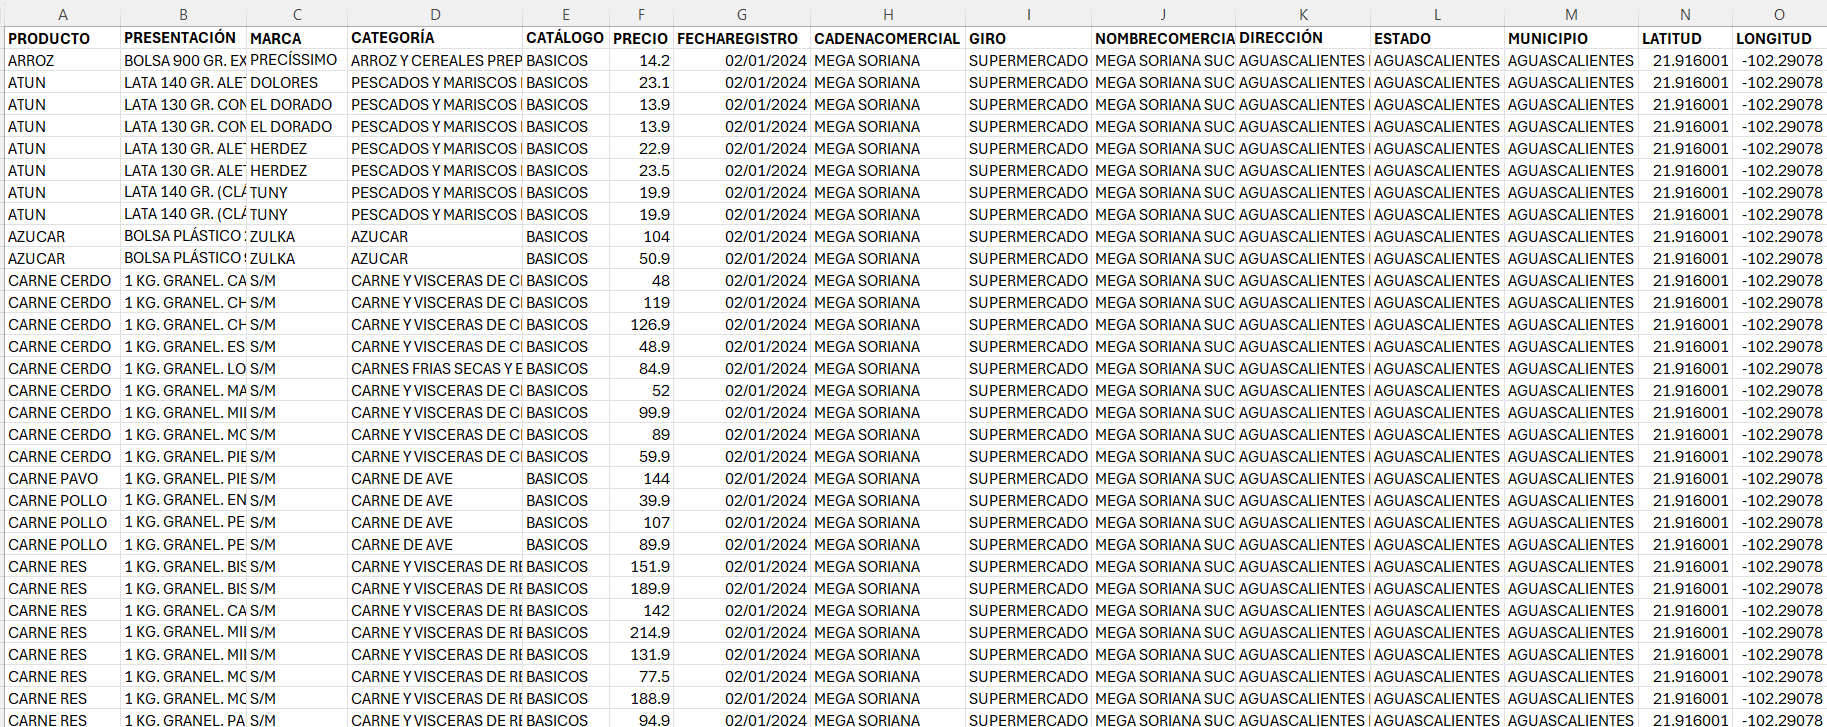 A B C D E F G H I J K L M N O
PRODUCTO PRESENTACIÓN MARCA CATEGORÍA CATÁLOGO PRECIO FECHAREGISTRO CADENACOMERCIAL GIRO NOMBRECOMERCIA DIRECCIÓN ESTADO MUNICIPIO LATITUD LONGITUD
ARROZ BOLSA 900 GR. EX PRECÍSSIMO ARROZ Y CEREALES PREP BASICOS 14.2 02/01/2024 MEGA SORIANA SUPERMERCADO MEGA SORIANA SUC AGUASCALIENTES AGUASCALIENTES AGUASCALIENTES 21.916001 -102.29078
ATUN LATA 140 GR. ALE DOLORES PESCADOS Y MARISCOS BASICOS 23.1 02/01/2024 MEGA SORIANA SUPERMERCADO MEGA SORIANA SUC AGUASCALIENTES AGUASCALIENTES AGUASCALIENTES 21.916001 -102.29078
ATUN LATA 130 GR. CON EL DORADO PESCADOS Y MARISCOS BASICOS 13.9 02/01/2024 MEGA SORIANA SUPERMERCADO MEGA SORIANA SUC AGUASCALIENTES AGUASCALIENTES AGUASCALIENTES 21.916001 -102.29078
ATUN LATA 130 GR. CON EL DORADO PESCADOS Y MARISCOS BASICOS 13.9 02/01/2024 MEGA SORIANA SUPERMERCADO MEGA SORIANA SUC AGUASCALIENTES AGUASCALIENTES AGUASCALIENTES 21.916001 -102.29078
ATUN LATA 130 GR. ALE HERDEZ PESCADOS Y MARISCOS BASICOS 22.9 02/01/2024 MEGA SORIANA SUPERMERCADO MEGA SORIANA SUC AGUASCALIENTES AGUASCALIENTES AGUASCALIENTES 21.916001 -102.29078
ATUN LATA 130 GR. ALE HERDEZ PESCADOS Y MARISCOS BASICOS 23.5 02/01/2024 MEGA SORIANA SUPERMERCADO MEGA SORIANA SUC AGUASCALIENTES AGUASCALIENTES AGUASCALIENTES 21.916001 -102.29078
ATUN LATA 140 GR. (CLÁ TUNY PESCADOS Y MARISCOS BASICOS 19.9 02/01/2024 MEGA SORIANA SUPERMERCADO MEGA SORIANA SUC AGUASCALIENTES AGUASCALIENTES AGUASCALIENTES 21.916001 -102.29078
ATUN LATA 140 GR. (CLÁ TUNY PESCADOS Y MARISCOS BASICOS 19.9 02/01/2024 MEGA SORIANA SUPERMERCADO MEGA SORIANA SUC AGUASCALIENTES AGUASCALIENTES AGUASCALIENTES 21.916001 -102.29078
AZUCAR BOLSA PLÁSTICO ZULKA AZUCAR BASICOS 104 02/01/2024 MEGA SORIANA SUPERMERCADO MEGA SORIANA SUC AGUASCALIENTES AGUASCALIENTES AGUASCALIENTES 21.916001 -102.29078
AZUCAR BOLSA PLÁSTICO ZULKA AZUCAR BASICOS 50.9 02/01/2024 MEGA SORIANA SUPERMERCADO MEGA SORIANA SUC AGUASCALIENTES AGUASCALIENTES AGUASCALIENTES 21.916001 -102.29078
CARNE CERDO 1 KG. GRANEL. CA S/M CARNE Y VISCERAS DE C BASICOS 48 02/01/2024 MEGA SORIANA SUPERMERCADO MEGA SORIANA SUC AGUASCALIENTES AGUASCALIENTES AGUASCALIENTES 21.916001 -102.29078
CARNE CERDO 1 KG. GRANEL. CH S/M CARNE Y VISCERAS DE C BASICOS 119 02/01/2024 MEGA SORIANA SUPERMERCADO MEGA SORIANA SUC AGUASCALIENTES AGUASCALIENTES AGUASCALIENTES 21.916001 -102.29078
CARNE CERDO 1 KG. GRANEL. CH S/M CARNE Y VISCERAS DE C BASICOS 126.9 02/01/2024 MEGA SORIANA SUPERMERCADO MEGA SORIANA SUC AGUASCALIENTES AGUASCALIENTES AGUASCALIENTES 21.916001 -102.29078
CARNE CERDO 1 KG. GRANEL. ES S/M CARNE Y VISCERAS DE C BASICOS 48.9 02/01/2024 MEGA SORIANA SUPERMERCADO MEGA SORIANA SUC AGUASCALIENTES AGUASCALIENTES AGUASCALIENTES 21.916001 -102.29078
CARNE CERDO 1 KG. GRANEL. LO S/M CARNES FRIAS SECAS Y E BASICOS 84.9 02/01/2024 MEGA SORIANA SUPERMERCADO MEGA SORIANA SUC AGUASCALIENTES AGUASCALIENTES AGUASCALIENTES 21.916001 -102.29078
CARNE CERDO 1 KG. GRANEL. MA S/M CARNE Y VISCERAS DE C BASICOS 52 02/01/2024 MEGA SORIANA SUPERMERCADO MEGA SORIANA SUC AGUASCALIENTES AGUASCALIENTES AGUASCALIENTES 21.916001 -102.29078
CARNE CERDO 1 KG. GRANEL. MI S/M CARNE Y VISCERAS DE C BASICOS 99.9 02/01/2024 MEGA SORIANA SUPERMERCADO MEGA SORIANA SUC AGUASCALIENTES AGUASCALIENTES AGUASCALIENTES 21.916001 -102.29078
CARNE CERDO 1 KG. GRANEL. MC S/M CARNE Y VISCERAS DE C BASICOS 89 02/01/2024 MEGA SORIANA SUPERMERCADO MEGA SORIANA SUC AGUASCALIENTES AGUASCALIENTES AGUASCALIENTES 21.916001 -102.29078
CARNE CERDO 1 KG. GRANEL. PIE S/M CARNE Y VISCERAS DE C BASICOS 59.9 02/01/2024 MEGA SORIANA SUPERMERCADO MEGA SORIANA SUC AGUASCALIENTES AGUASCALIENTES AGUASCALIENTES 21.916001 -102.29078
CARNE PAVO 1 KG. GRANEL. PIE S/M CARNE DE AVE BASICOS 144 02/01/2024 MEGA SORIANA SUPERMERCADO MEGA SORIANA SUC AGUASCALIENTES AGUASCALIENTES AGUASCALIENTES 21.916001 -102.29078
CARNE POLLO 1 KG. GRANEL. EN S/M CARNE DE AVE BASICOS 39.9 02/01/2024 MEGA SORIANA SUPERMERCADO MEGA SORIANA SUC AGUASCALIENTES AGUASCALIENTES AGUASCALIENTES 21.916001 -102.29078
CARNE POLLO 1 KG. GRANEL. PE S/M CARNE DE AVE BASICOS 107 02/01/2024 MEGA SORIANA SUPERMERCADO MEGA SORIANA SUC AGUASCALIENTES AGUASCALIENTES AGUASCALIENTES 21.916001 -102.29078
CARNE POLLO 1 KG. GRANEL. PE S/M CARNE DE AVE BASICOS 89.9 02/01/2024 MEGA SORIANA SUPERMERCADO MEGA SORIANA SUC AGUASCALIENTES AGUASCALIENTES AGUASCALIENTES 21.916001 -102.29078
CARNE RES 1 KG. GRANEL. BIS S/M CARNE Y VISCERAS DE RE BASICOS 151.9 02/01/2024 MEGA SORIANA SUPERMERCADO MEGA SORIANA SUC AGUASCALIENTES AGUASCALIENTES AGUASCALIENTES 21.916001 -102.29078
CARNE RES 1 KG. GRANEL. BIS S/M CARNE Y VISCERAS DE RE BASICOS 189.9 02/01/2024 MEGA SORIANA SUPERMERCADO MEGA SORIANA SUC AGUASCALIENTES AGUASCALIENTES AGUASCALIENTES 21.916001 -102.29078
CARNE RES 1 KG. GRANEL. CA S/M CARNE Y VISCERAS DE RE BASICOS 142 02/01/2024 MEGA SORIANA SUPERMERCADO MEGA SORIANA SUC AGUASCALIENTES AGUASCALIENTES AGUASCALIENTES 21.916001 -102.29078
CARNE RES 1 KG. GRANEL. MI S/M CARNE Y VISCERAS DE RE BASICOS 214.9 02/01/2024 MEGA SORIANA SUPERMERCADO MEGA SORIANA SUC AGUASCALIENTES AGUASCALIENTES AGUASCALIENTES 21.916001 -102.29078
CARNE RES 1 KG. GRANEL. MI S/M CARNE Y VISCERAS DE RE BASICOS 131.9 02/01/2024 MEGA SORIANA SUPERMERCADO MEGA SORIANA SUC AGUASCALIENTES AGUASCALIENTES AGUASCALIENTES 21.916001 -102.29078
CARNE RES 1 KG. GRANEL. MC S/M CARNE Y VISCERAS DE RE BASICOS 77.5 02/01/2024 MEGA SORIANA SUPERMERCADO MEGA SORIANA SUC AGUASCALIENTES AGUASCALIENTES AGUASCALIENTES 21.916001 -102.29078
CARNE RES 1 KG. GRANEL. MC S/M CARNE Y VISCERAS DE RE BASICOS 188.9 02/01/2024 MEGA SORIANA SUPERMERCADO MEGA SORIANA SUC AGUASCALIENTES AGUASCALIENTES AGUASCALIENTES 21.916001 -102.29078
CARNE RES 1 KG. GRANEL. PA S/M CARNE Y VISCERAS DE RE BASICOS 94.9 02/01/2024 MEGA SORIANA SUPERMERCADO MEGA SORIANA SUC AGUASCALIENTES AGUASCALIENTES AGUASCALIENTES 21.916001 -102.29078